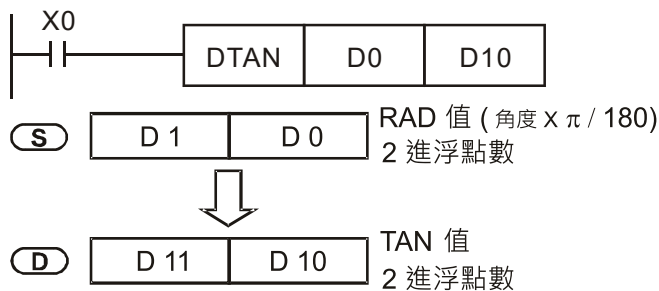 X0
DTAN D0 D10
S D 1 D 0 RAD 值 ( 角度 x π / 180)
2 進浮點數
D D 11 D 10 TAN 值
2 進浮點數